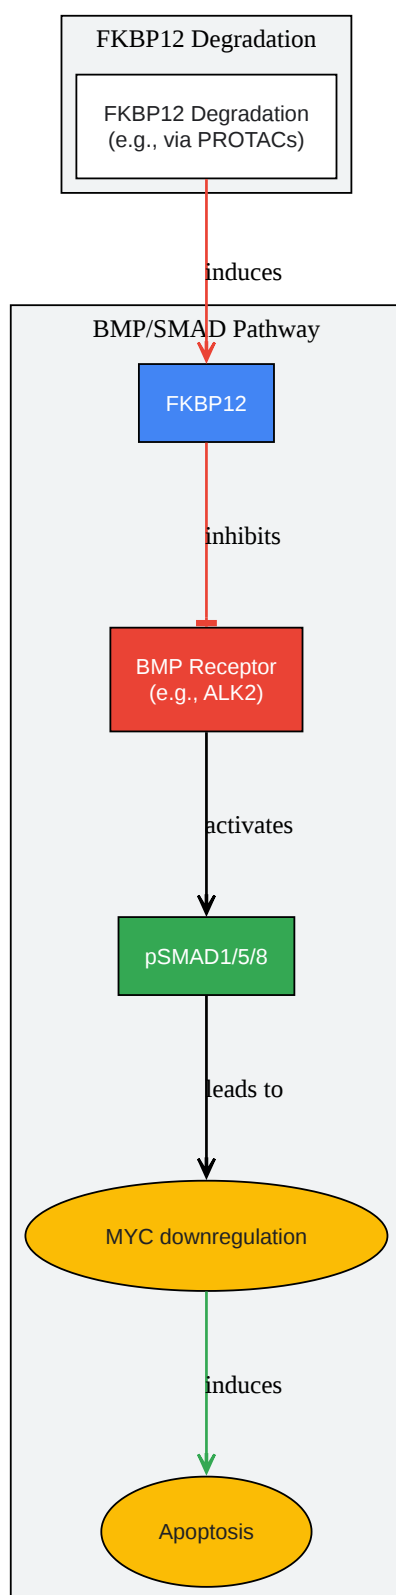 FKBP12 Degradation
FKBP12 Degradation
(e.g., via PROTACs)
induces
BMP/SMAD Pathway
FKBP12
inhibits
BMP Receptor
(e.g., ALK2)
activates
pSMAD1/5/8
leads to
MYC downregulation
induces
Apoptosis